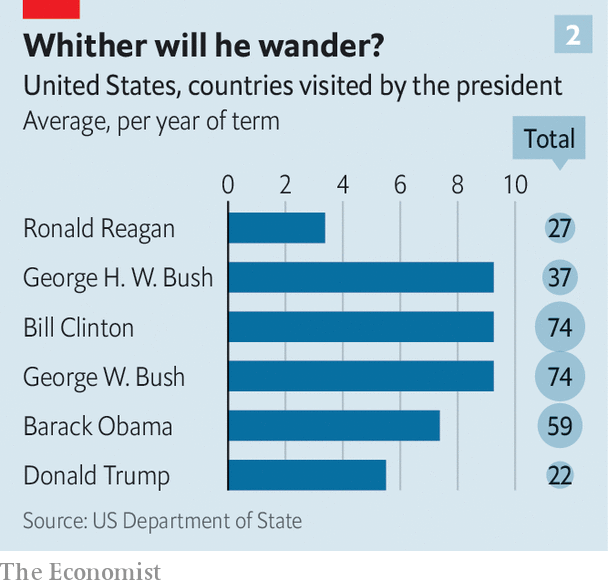 Whither will he wander?
2
United States, countries visited by the president
Average, per year of term
Total
0 2 4 6 8 10
Ronald Reagan 27
George H. W. Bush 37
Bill Clinton 74
George W. Bush 74
Barack Obama 59
Donald Trump 22
Source: US Department of State
The Economist